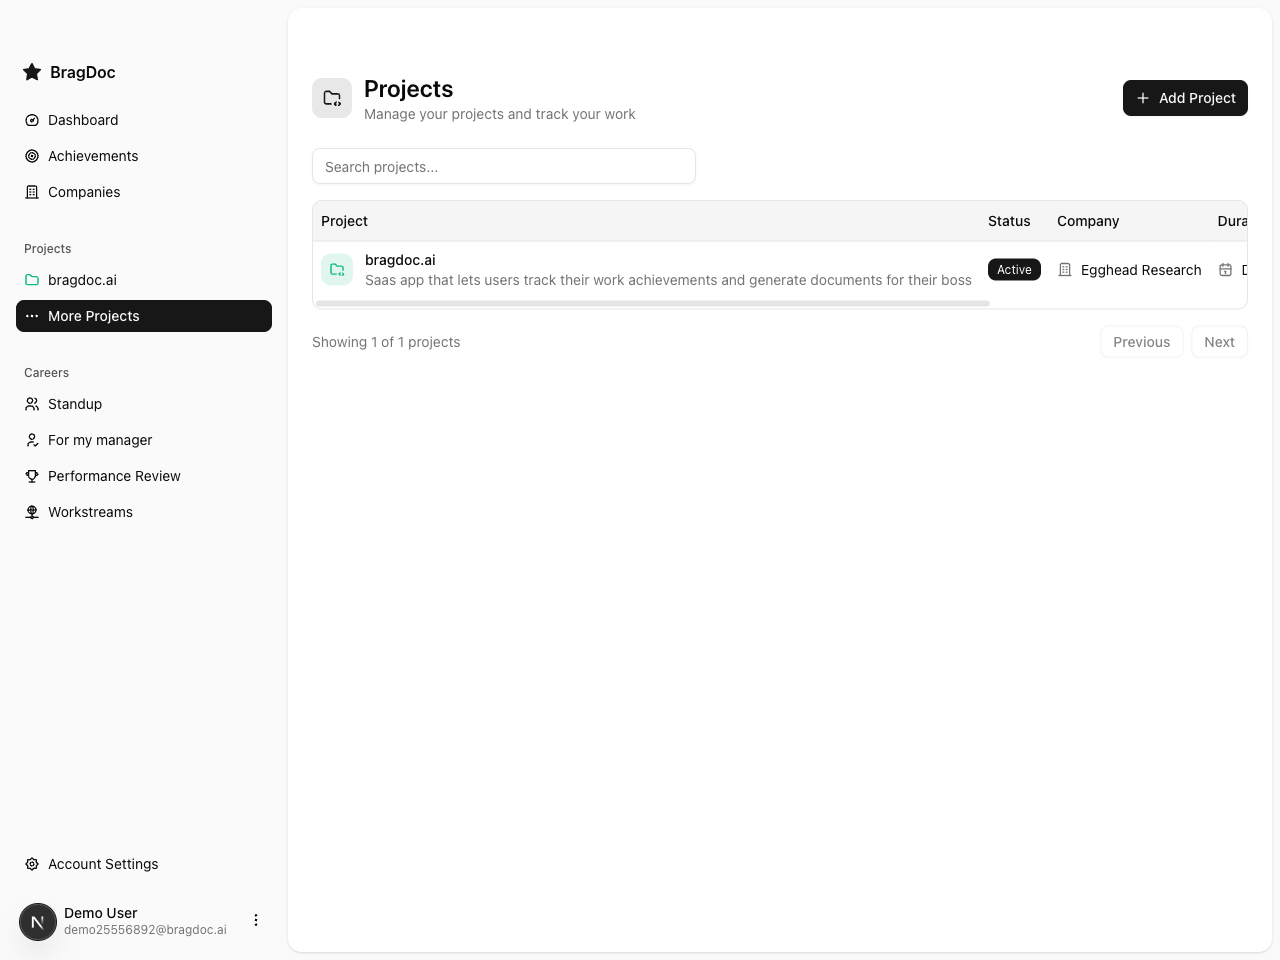 BragDoc
Dashboard
Achievements
Companies
Projects
bragdoc.ai
More Projects
Careers
Standup
For my manager
Performance Review
Workstreams
Account Settings
N
Demo User
demo25556892@bragdoc.ai
Projects
Manage your projects and track your work
Add Project
Search projects...
Project Status Company Dura
bragdoc.ai
Saas app that lets users track their work achievements and generate documents for their boss
Active
Egghead Research
Showing 1 of 1 projects
Previous Next